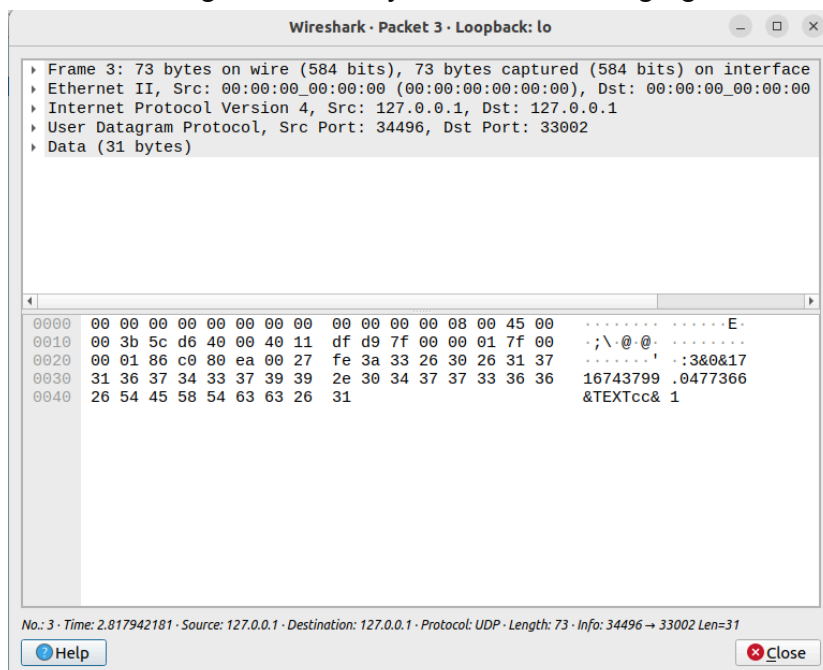 Wireshark · Packet 3 · Loopback: lo
Frame 3: 73 bytes on wire (584 bits), 73 bytes captured (584 bits) on interface
Ethernet II, Src: 00:00:00_00:00:00 (00:00:00:00:00:00), Dst: 00:00:00_00:00:00
Internet Protocol Version 4, Src: 127.0.0.1, Dst: 127.0.0.1
User Datagram Protocol, Src Port: 34496, Dst Port: 33002
Data (31 bytes)
0000 00 00 00 00 00 00 00 00 00 00 00 00 08 00 45 00 ········ ······E·
0010 00 3b 5c d6 40 00 40 11 df d9 7f 00 00 01 7f 00 ·;\·@·@· ········
0020 00 01 86 c0 80 ea 00 27 fe 3a 33 26 30 26 31 37 ·······' ·:3&0&17
0030 31 36 37 34 33 37 39 39 2e 30 34 37 37 33 36 36 16743799 .0477366
0040 26 54 45 58 54 63 63 26 31 &TEXTcc& 1
No.: 3 · Time: 2.817942181 · Source: 127.0.0.1 · Destination: 127.0.0.1 · Protocol: UDP · Length: 73 · Info: 34496 → 33002 Len=31
Help
Close